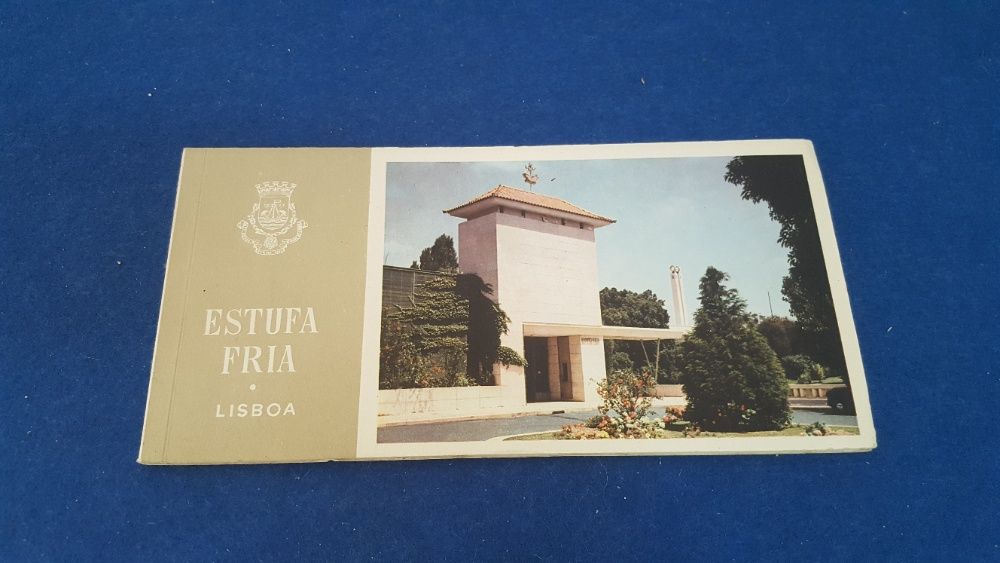 ESTUFA
FRIA
•
LISBOA